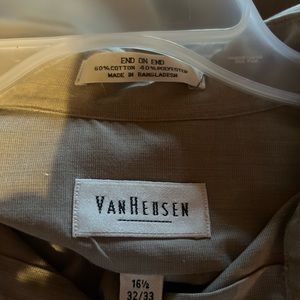 END ON END
60%COTTON 40%POLYESTER
MADE IN BANGLADESH
VANHEUSEN
16½
32/33